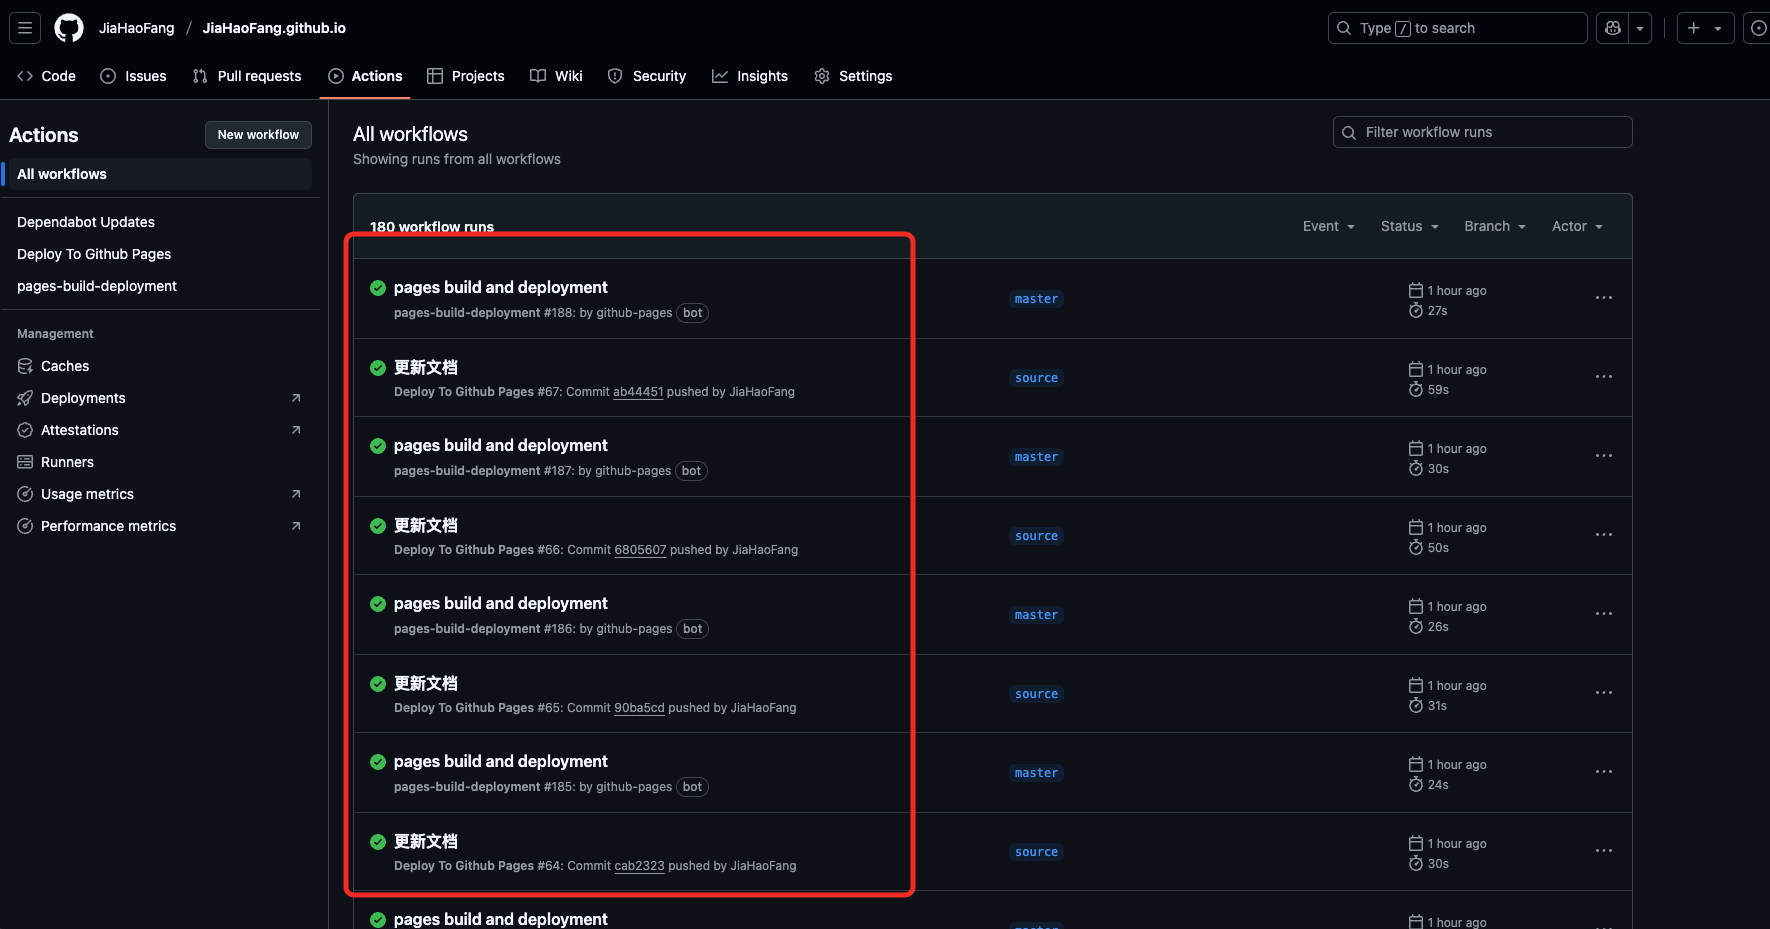 JiaHaoFang / JiaHaoFang.github.io
Type / to search
Code
Issues
Pull requests
Actions
Projects
Wiki
Security
Insights
Settings
Actions
New workflow
All workflows
Dependabot Updates
Deploy To Github Pages
pages-build-deployment
Management
Caches
Deployments
Attestations
Runners
Usage metrics
Performance metrics
All workflows
Showing runs from all workflows
Filter workflow runs
180 workflow runs
Event
Status
Branch
Actor
pages build and deployment
pages-build-deployment #188: by github-pages bot
master
1 hour ago
27s
更新文档
Deploy To Github Pages #67: Commit ab44451 pushed by JiaHaoFang
source
1 hour ago
59s
pages build and deployment
pages-build-deployment #187: by github-pages bot
master
1 hour ago
30s
更新文档
Deploy To Github Pages #66: Commit 6805607 pushed by JiaHaoFang
source
1 hour ago
50s
pages build and deployment
pages-build-deployment #186: by github-pages bot
master
1 hour ago
26s
更新文档
Deploy To Github Pages #65: Commit 90ba5cd pushed by JiaHaoFang
source
1 hour ago
31s
pages build and deployment
pages-build-deployment #185: by github-pages bot
master
1 hour ago
24s
更新文档
Deploy To Github Pages #64: Commit cab2323 pushed by JiaHaoFang
source
1 hour ago
30s
pages build and deployment
1 hour ago